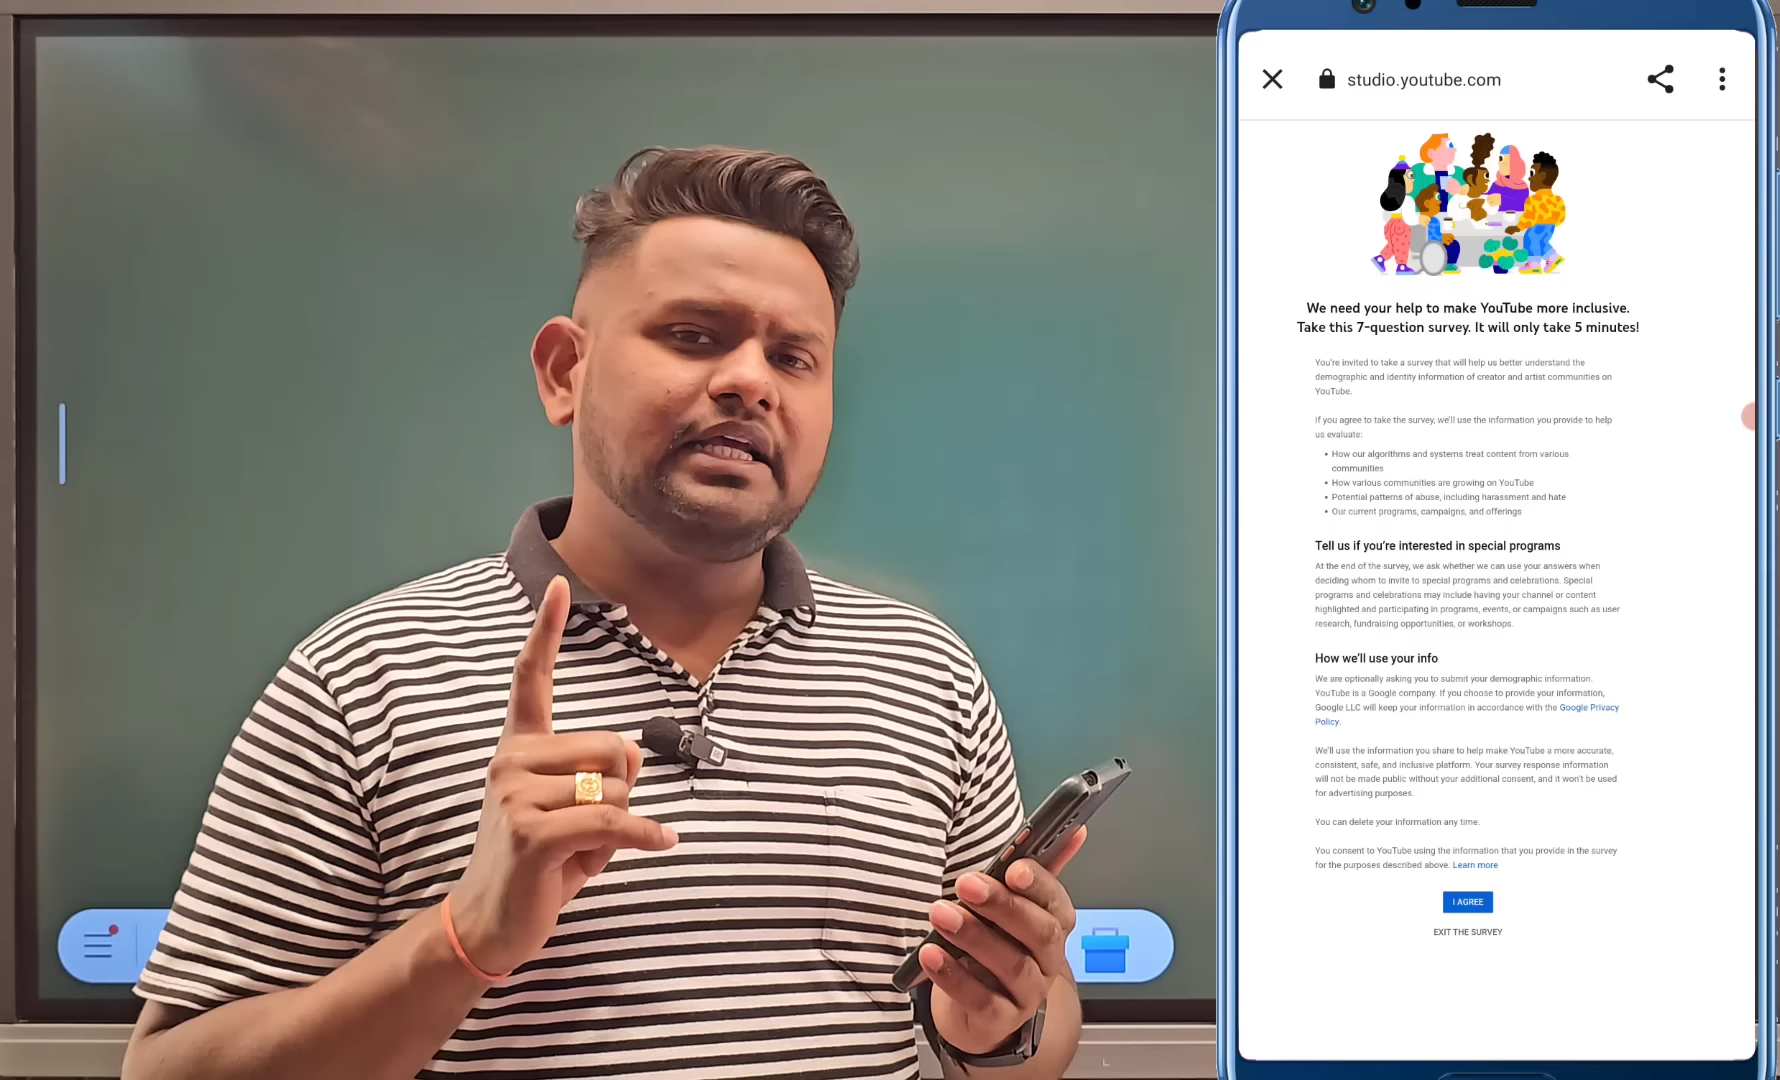 studio.youtube.com
We need your help to make YouTube more inclusive.
Take this 7-question survey. It will only take 5 minutes!
You're invited to take a survey that will help us better understand the
demographic and identity information of creator and artist communities on
YouTube.
If you agree to take the survey, we'll use the information you provide to help
us evaluate:
• How our algorithms and systems treat content from various
communities
• How various communities are growing on YouTube
• Potential patterns of abuse, including harassment and hate
• Our current programs, campaigns, and offerings
Tell us if you're interested in special programs
At the end of the survey, we ask whether we can use your answers when
deciding whom to invite to special programs and celebrations. Special
programs and celebrations may include having your channel or content
highlighted and participating in programs, events, or campaigns such as user
research, fundraising opportunities, or workshops.
How we'll use your info
We are optionally asking you to submit your demographic information.
YouTube is a Google company. If you choose to provide your information,
Google LLC will keep your information in accordance with the Google Privacy
Policy.
We'll use the information you share to help make YouTube a more accurate,
consistent, safe, and inclusive platform. Your survey response information
will not be made public without your additional consent, and it won't be used
for advertising purposes.
You can delete your information any time.
You consent to YouTube using the information that you provide in the survey
for the purposes described above. Learn more
I AGREE
EXIT THE SURVEY